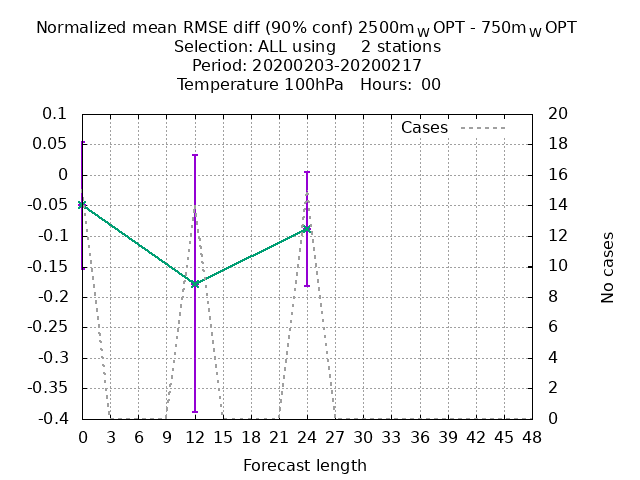 Normalized mean RMSE diff (90% conf) 2500m_W OPT - 750m_W OPT
Selection: ALL using 2 stations
Period: 20200203-20200217
Temperature 100hPa Hours: 00
Cases
0.1
0.05
0
-0.05
-0.1
-0.15
-0.2
-0.25
-0.3
-0.35
-0.4
20
18
16
14
12
10
8
6
4
2
0
No cases
0 3 6 9 12 15 18 21 24 27 30 33 36 39 42 45 48
Forecast length